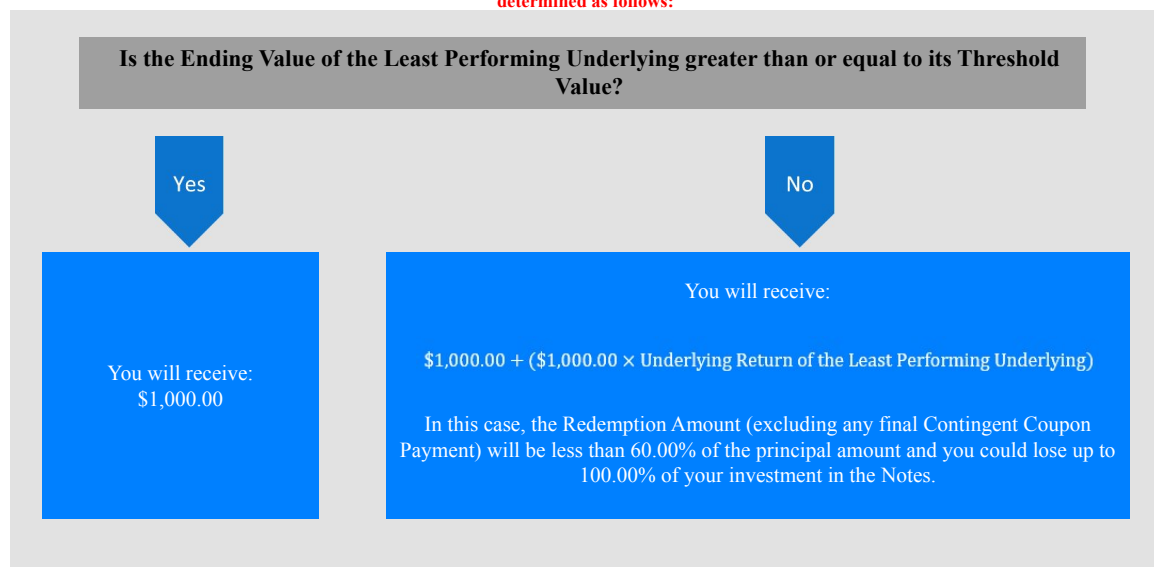 determined as follows:
Is the Ending Value of the Least Performing Underlying greater than or equal to its Threshold
Value?
Yes
No
You will receive:
$1,000.00
You will receive:
$1,000.00 + ($1,000.00 × Underlying Return of the Least Performing Underlying)
In this case, the Redemption Amount (excluding any final Contingent Coupon
Payment) will be less than 60.00% of the principal amount and you could lose up to
100.00% of your investment in the Notes.